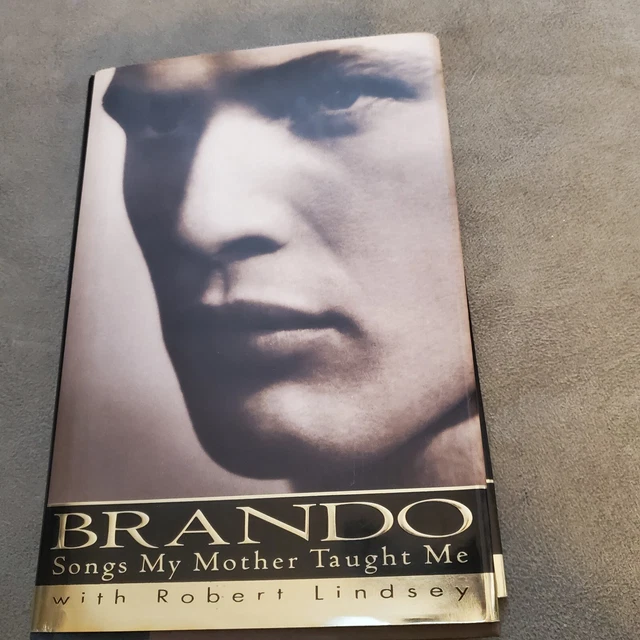 BRANDO
Songs My Mother Taught Me
with Robert Lindsey